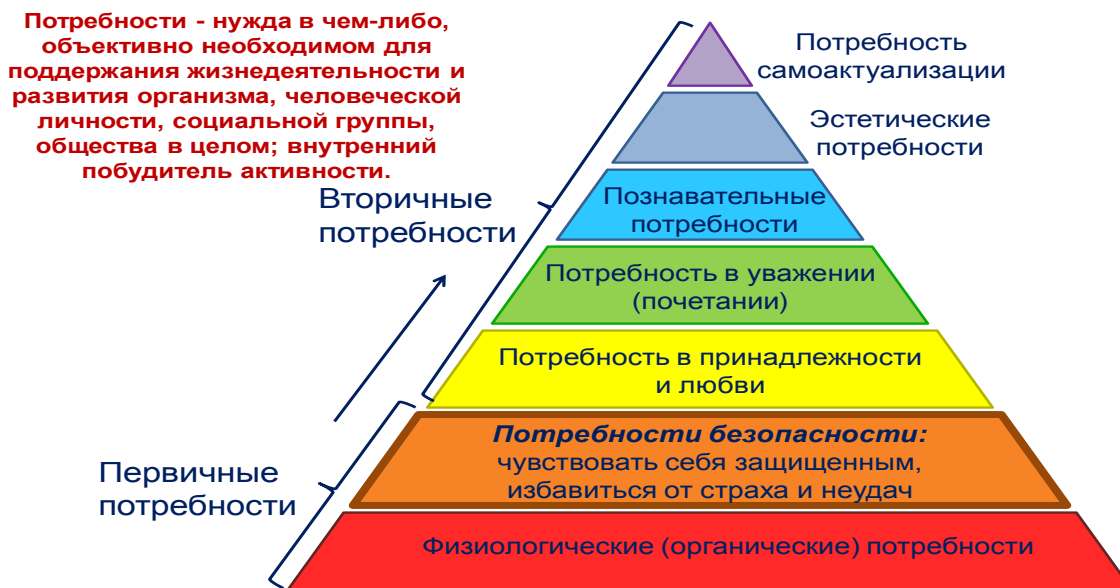 Потребности - нужда в чем-либо,
объективно необходимом для
поддержания жизнедеятельности и
развития организма, человеческой
личности, социальной группы,
общества в целом; внутренний
побудитель активности.
Потребность
самоактуализации
Эстетические
потребности
Вторичные
потребности
Познавательные
потребности
Потребность в уважении
(почетании)
Потребность в принадлежности
и любви
Первичные
потребности
Потребности безопасности:
чувствовать себя защищенным,
избавиться от страха и неудач
Физиологические (органические) потребности